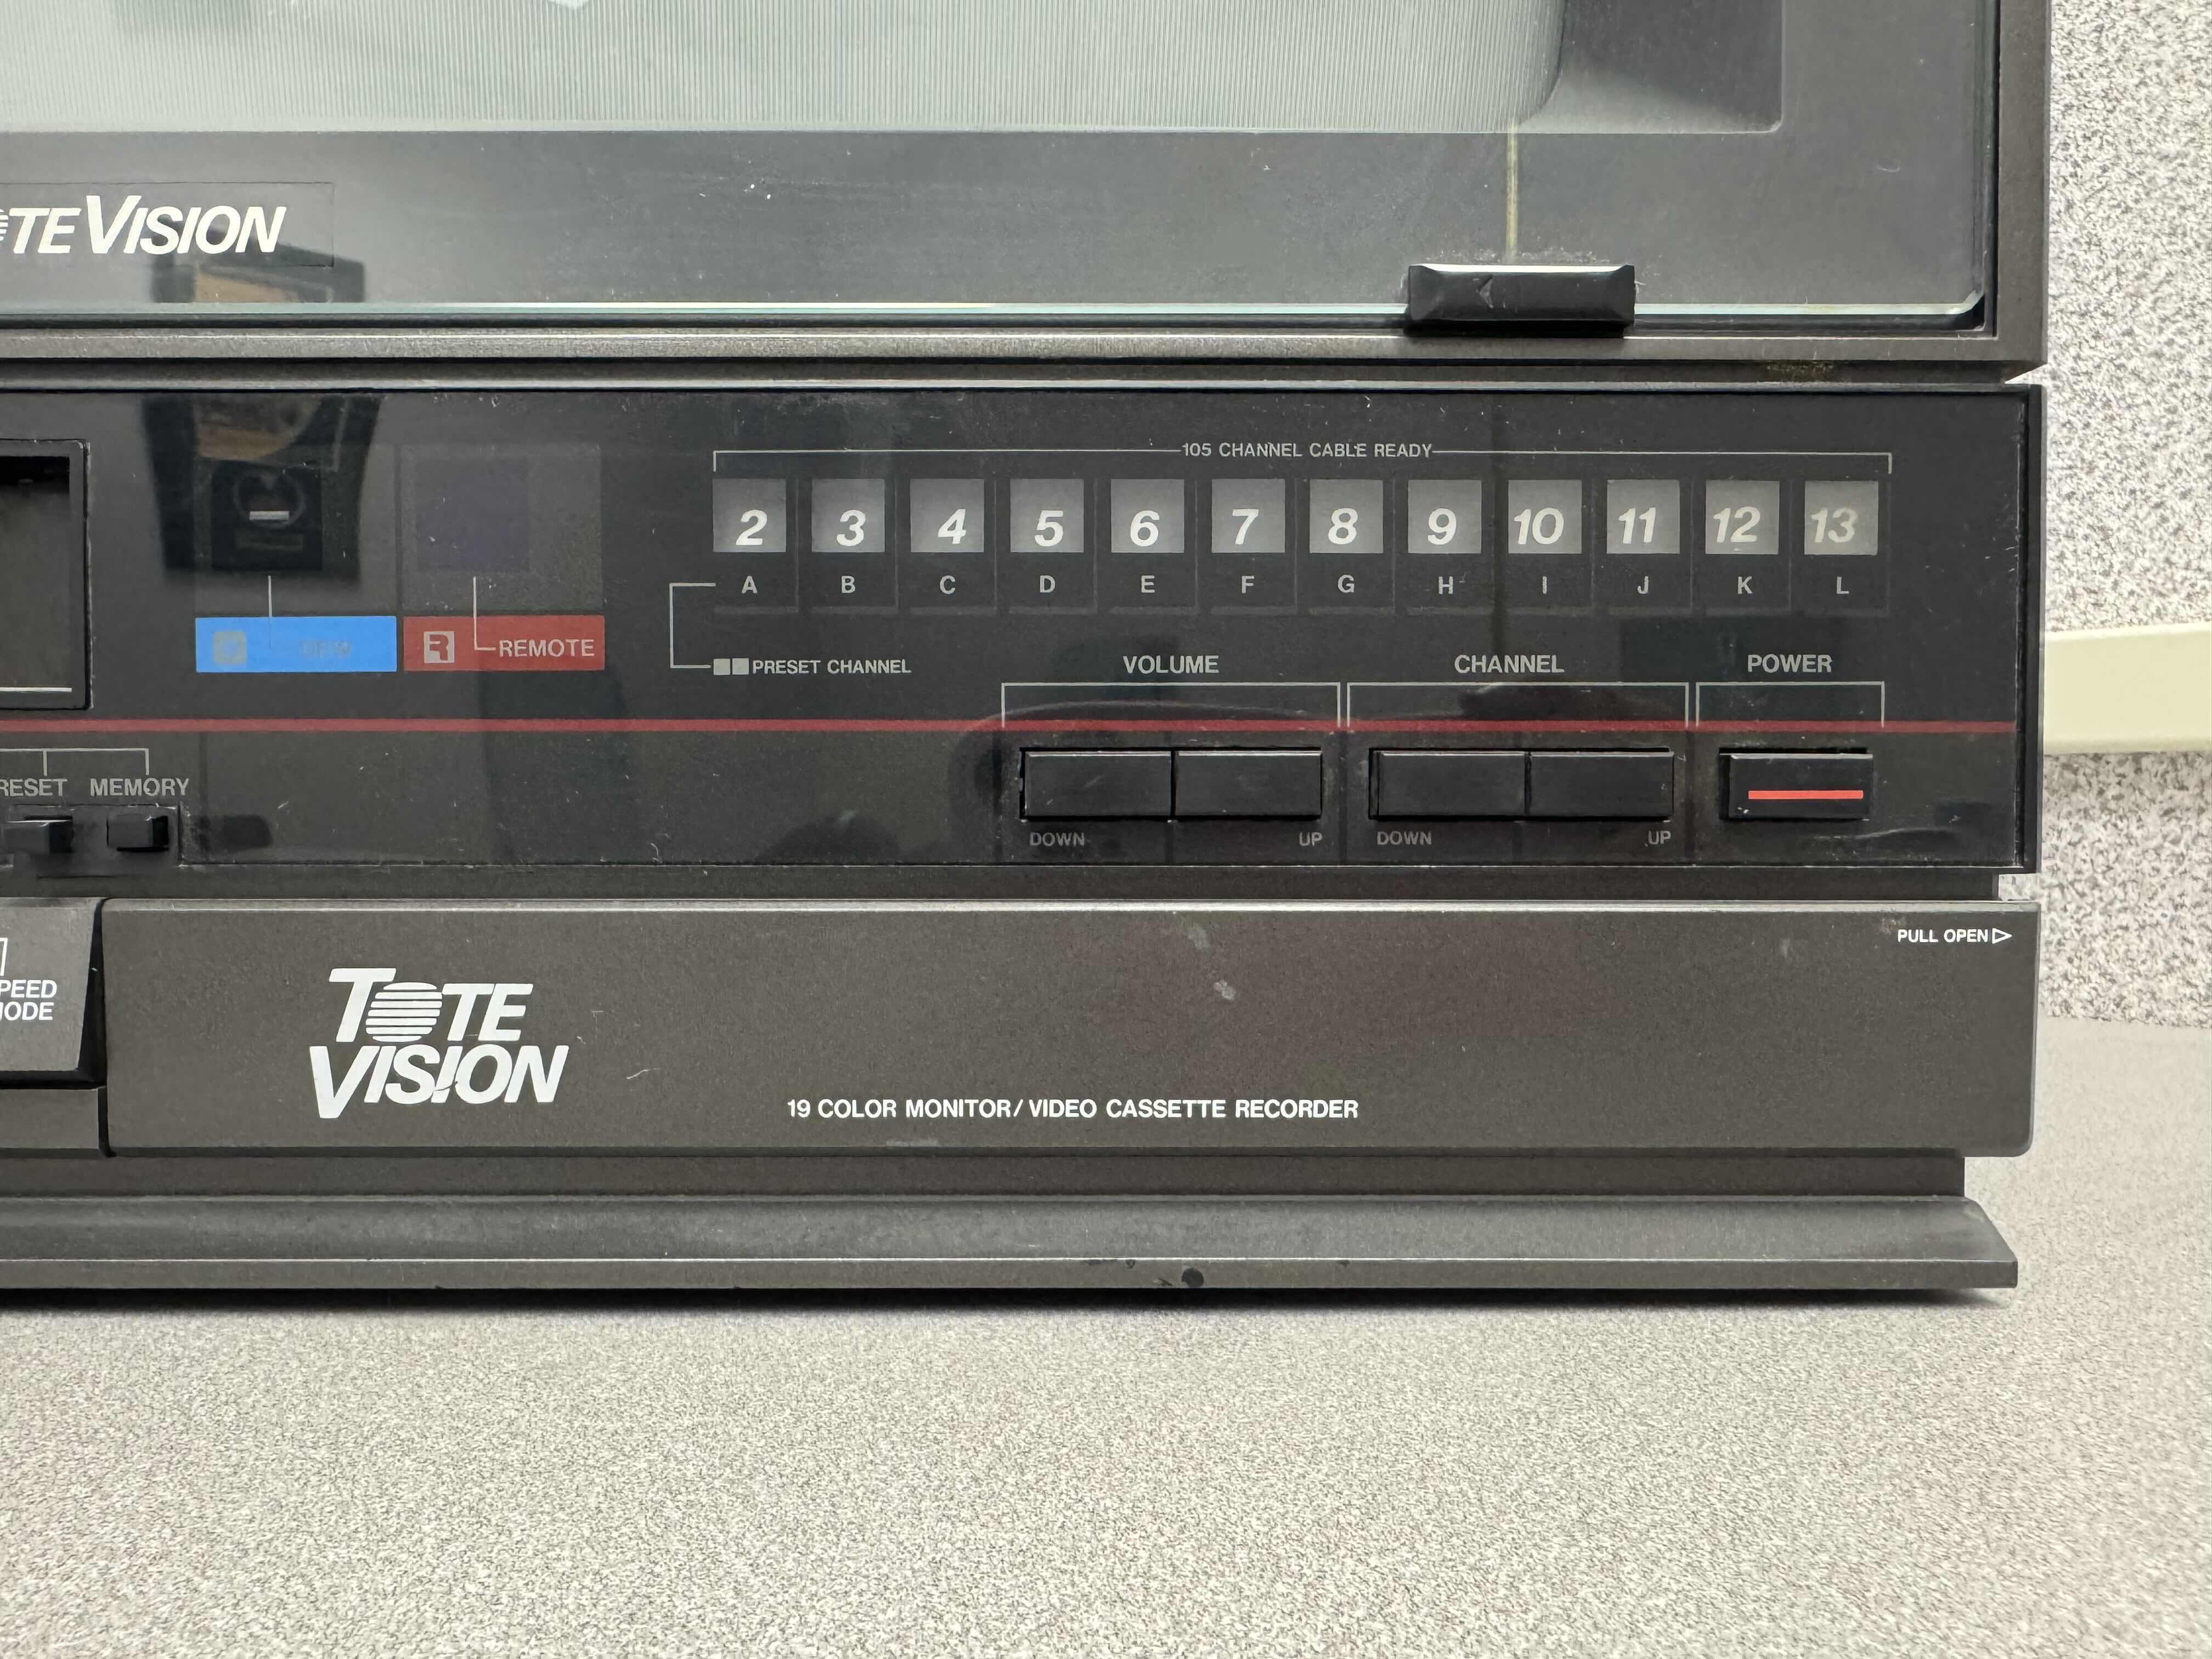 TEVISION
105 CHANNEL CABLE READY
2 3 4 5 6 7 8 9 10 11 12 13
A B C D E F G H I J K L
R REMOTE
PRESET CHANNEL
VOLUME CHANNEL POWER
RESET MEMORY
DOWN UP DOWN UP
PULL OPEN
PEED
ODE
TOTE
VISION
19 COLOR MONITOR/VIDEO CASSETTE RECORDER